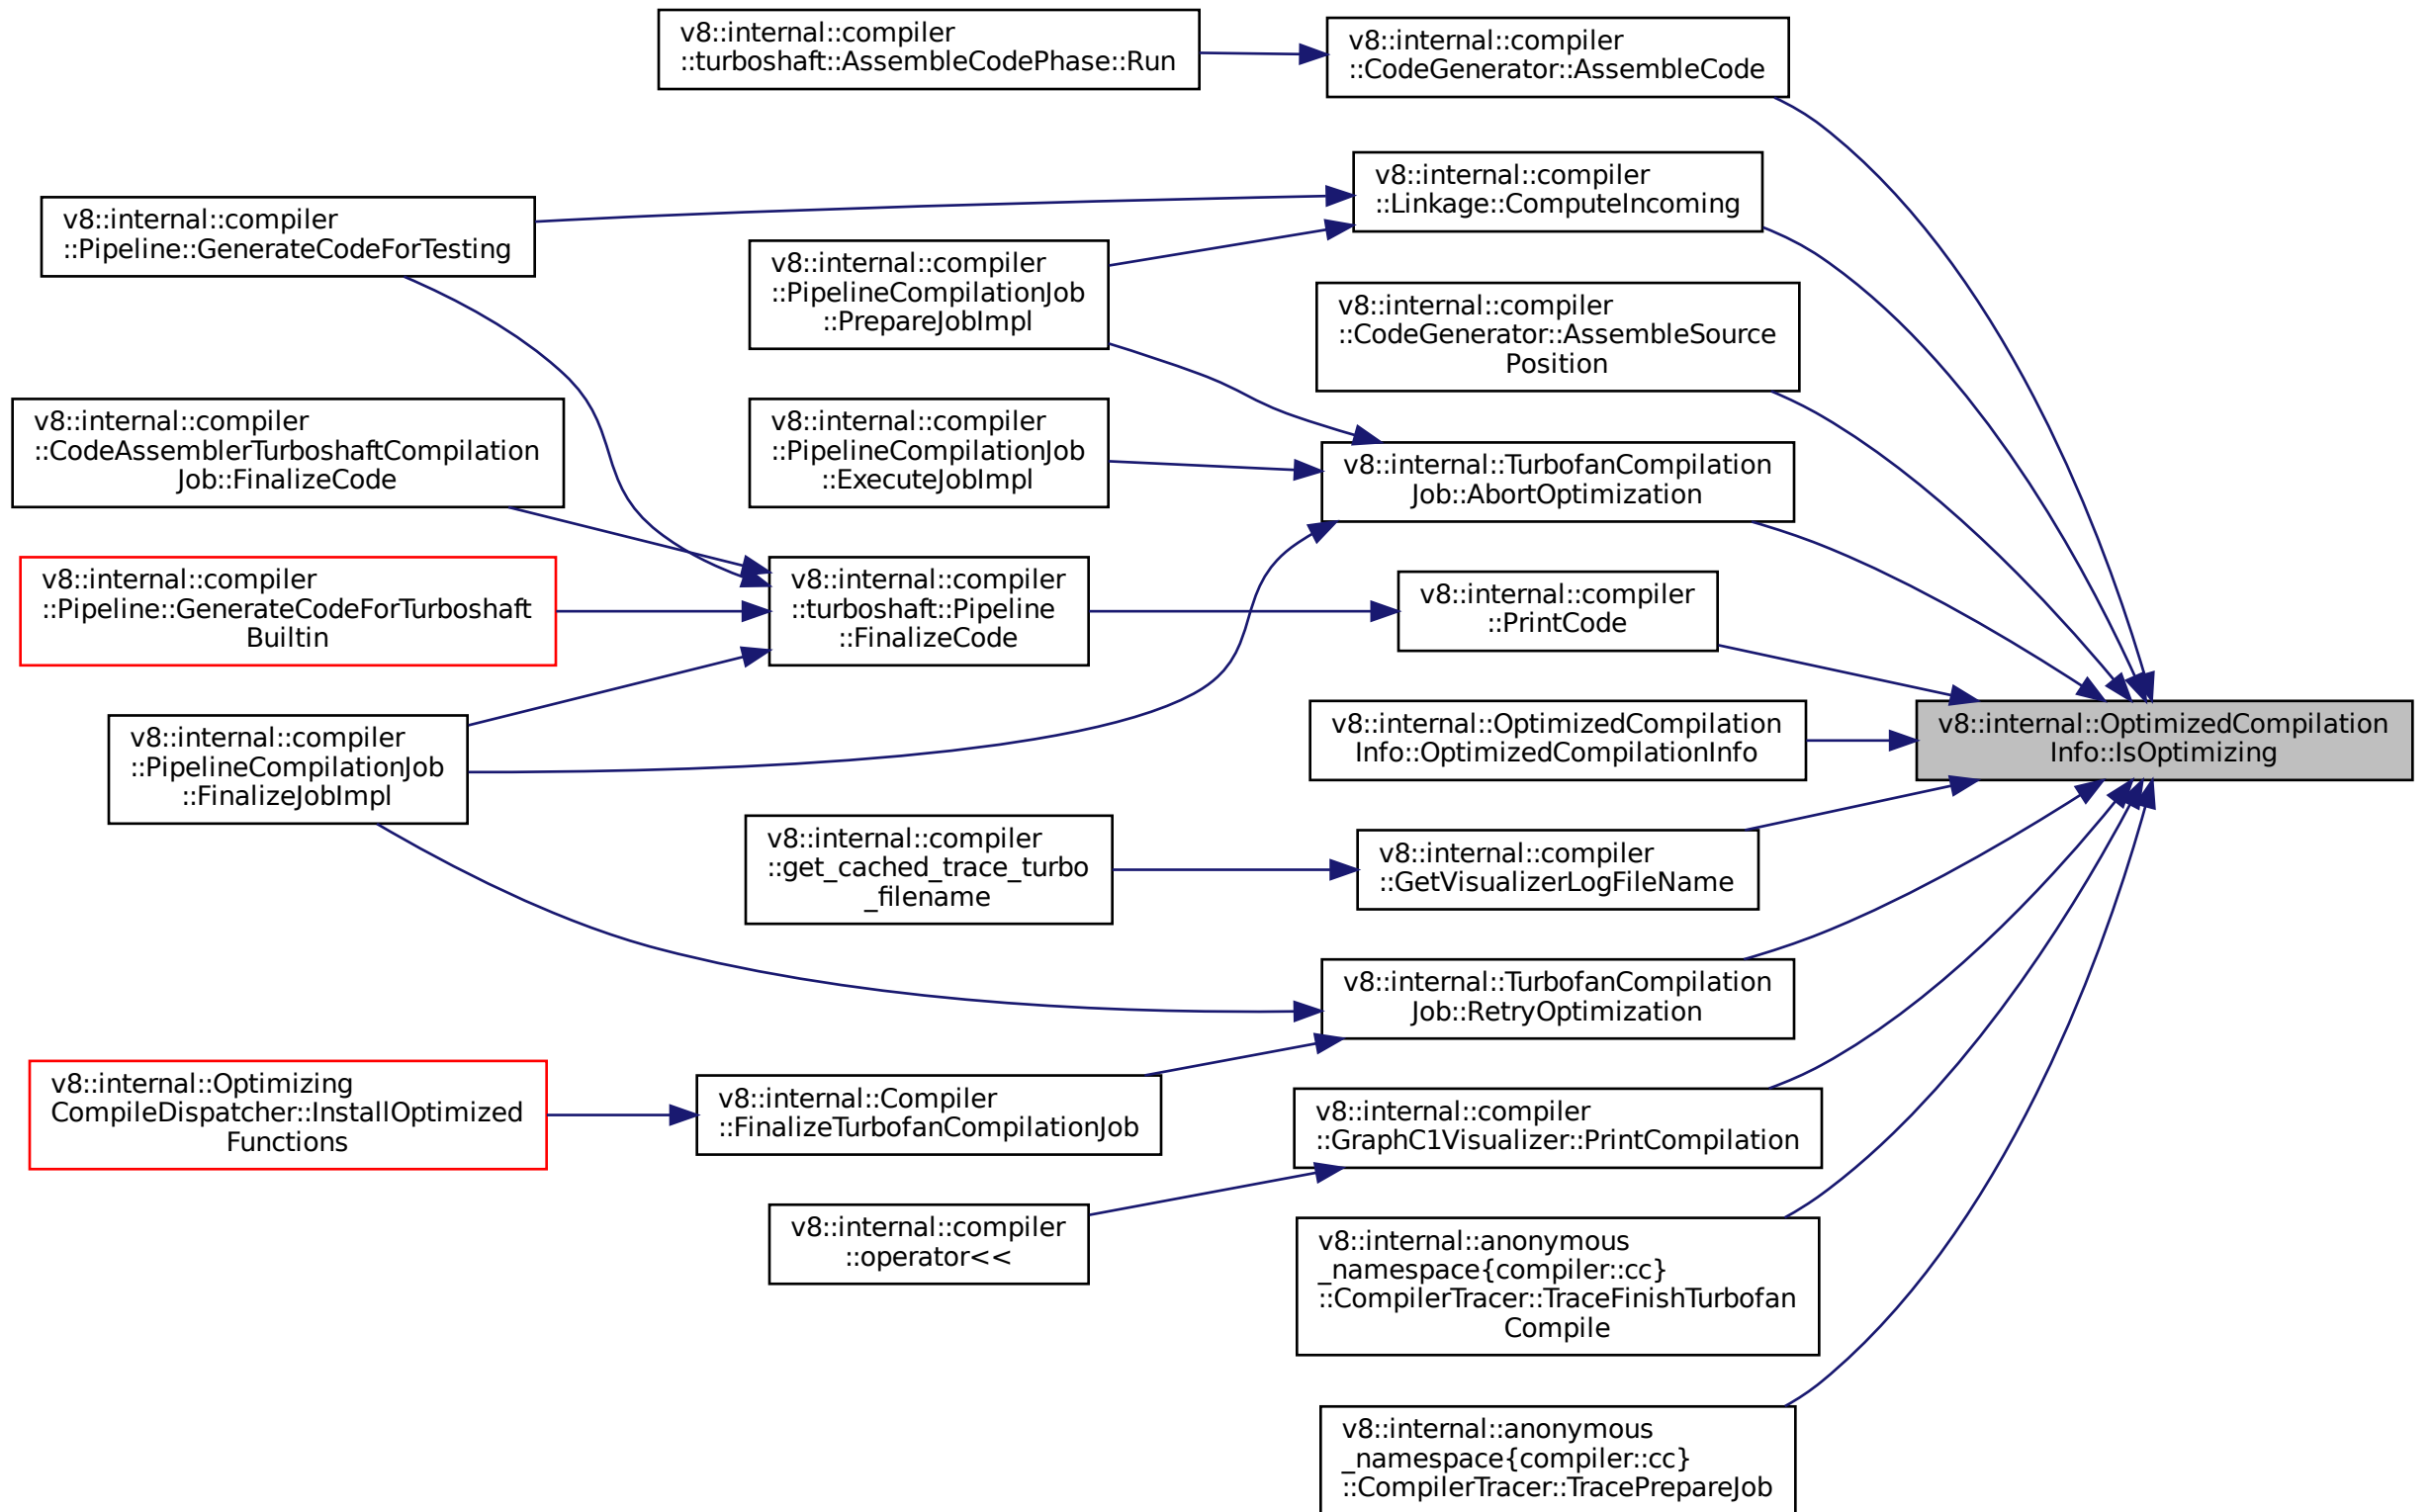 v8::internal::compiler
::turboshaft::AssembleCodePhase::Run
v8::internal::compiler
::CodeGenerator::AssembleCode
v8::internal::compiler
::Linkage::ComputeIncoming
v8::internal::compiler
::Pipeline::GenerateCodeForTesting
v8::internal::compiler
::PipelineCompilationJob
::PrepareJobImpl
v8::internal::compiler
::CodeGenerator::AssembleSource
Position
v8::internal::compiler
::CodeAssemblerTurboshaftCompilation
Job::FinalizeCode
v8::internal::compiler
::PipelineCompilationJob
::ExecuteJobImpl
v8::internal::TurbofanCompilation
Job::AbortOptimization
v8::internal::compiler
::Pipeline::GenerateCodeForTurboshaft
Builtin
v8::internal::compiler
::turboshaft::Pipeline
::FinalizeCode
v8::internal::compiler
::PrintCode
v8::internal::compiler
::PipelineCompilationJob
::FinalizeJobImpl
v8::internal::OptimizedCompilation
Info::OptimizedCompilationInfo
v8::internal::OptimizedCompilation
Info::IsOptimizing
v8::internal::compiler
::get_cached_trace_turbo
_filename
v8::internal::compiler
::GetVisualizerLogFileName
v8::internal::TurbofanCompilation
Job::RetryOptimization
v8::internal::Optimizing
CompileDispatcher::InstallOptimized
Functions
v8::internal::Compiler
::FinalizeTurbofanCompilationJob
v8::internal::compiler
::GraphC1Visualizer::PrintCompilation
v8::internal::compiler
::operator<<
v8::internal::anonymous
_namespace{compiler::cc}
::CompilerTracer::TraceFinishTurbofan
Compile
v8::internal::anonymous
_namespace{compiler::cc}
::CompilerTracer::TracePrepareJob